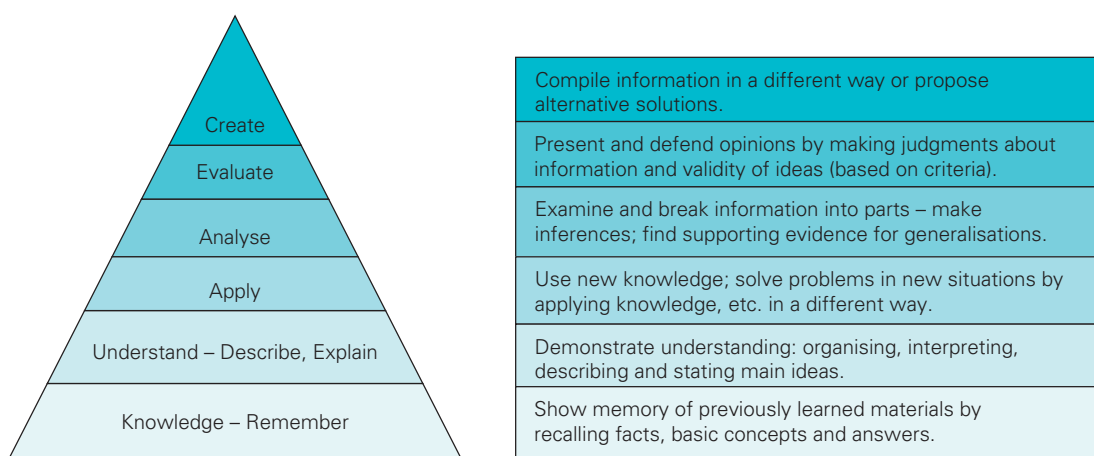 Create
Evaluate
Analyse
Apply
Understand – Describe, Explain
Knowledge – Remember
Compile information in a different way or propose
alternative solutions.
Present and defend opinions by making judgments about
information and validity of ideas (based on criteria).
Examine and break information into parts – make
inferences; find supporting evidence for generalisations.
Use new knowledge; solve problems in new situations by
applying knowledge, etc. in a different way.
Demonstrate understanding: organising, interpreting,
describing and stating main ideas.
Show memory of previously learned materials by
recalling facts, basic concepts and answers.